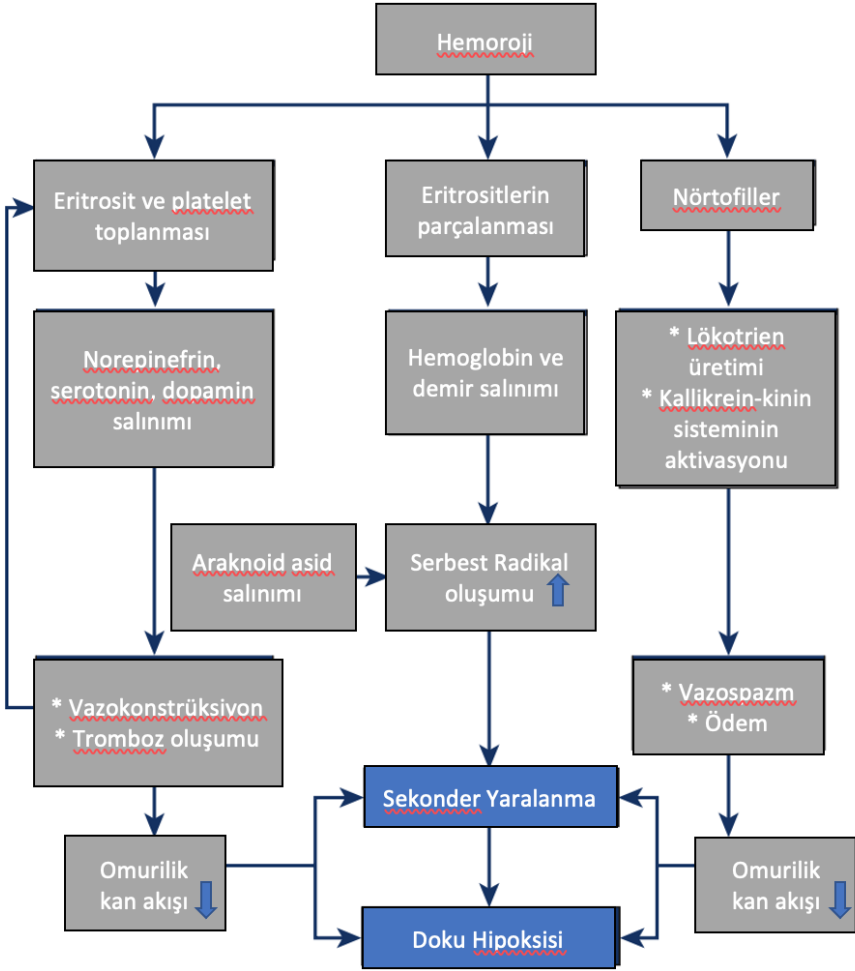 Hemoroji
Eritrosit ve platelet
toplanması
Eritrositlerin
parçalanması
Nörtofiller
Norepinefrin,
serotonin, dopamin
salınımı
Hemoglobin ve
demir salınımı
* Lökotrien
üretimi
* Kallikrein-kinin
sisteminin
aktivasyonu
Araknoid asid
salınımı
Serbest Radikal
oluşumu
* Vazokonstrüksiyon
* Tromboz oluşumu
* Vazospazm
* Ödem
Sekonder Yaralanma
Omurilik
kan akışı
Omurilik
kan akışı
Doku Hipoksisi